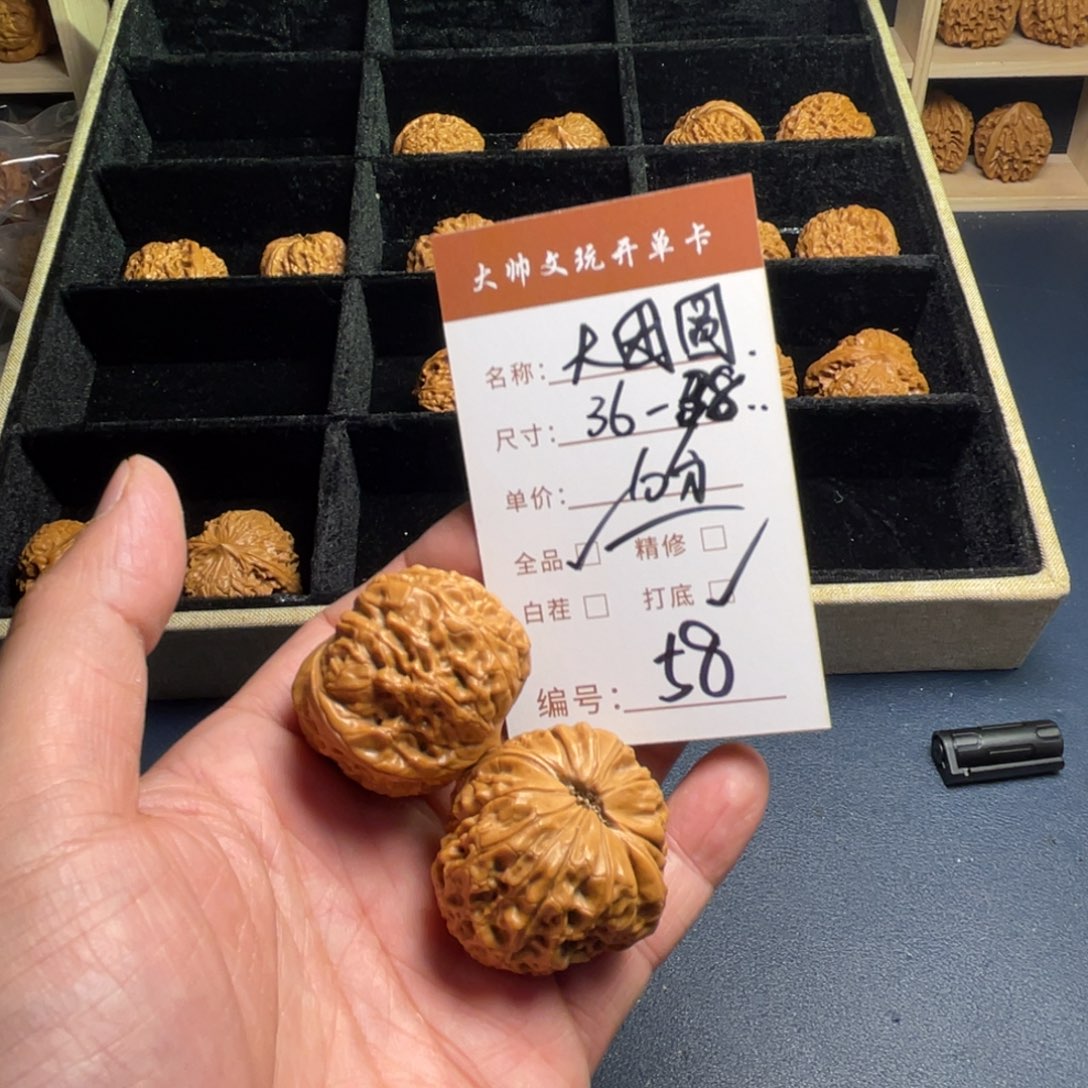 大帅文玩开单卡
名称：大团圆.
尺寸：36-38..
单价：
全品 ✓ □ 精修 □
白茬 □ 打底 ✓ □
编号：58